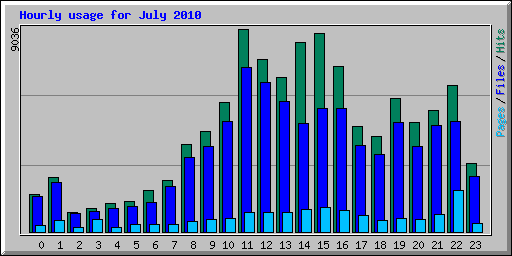 Hourly usage for July 2010
9036
Pages/Files/Hits
0 1 2 3 4 5 6 7 8 9 10 11 12 13 14 15 16 17 18 19 20 21 22 23